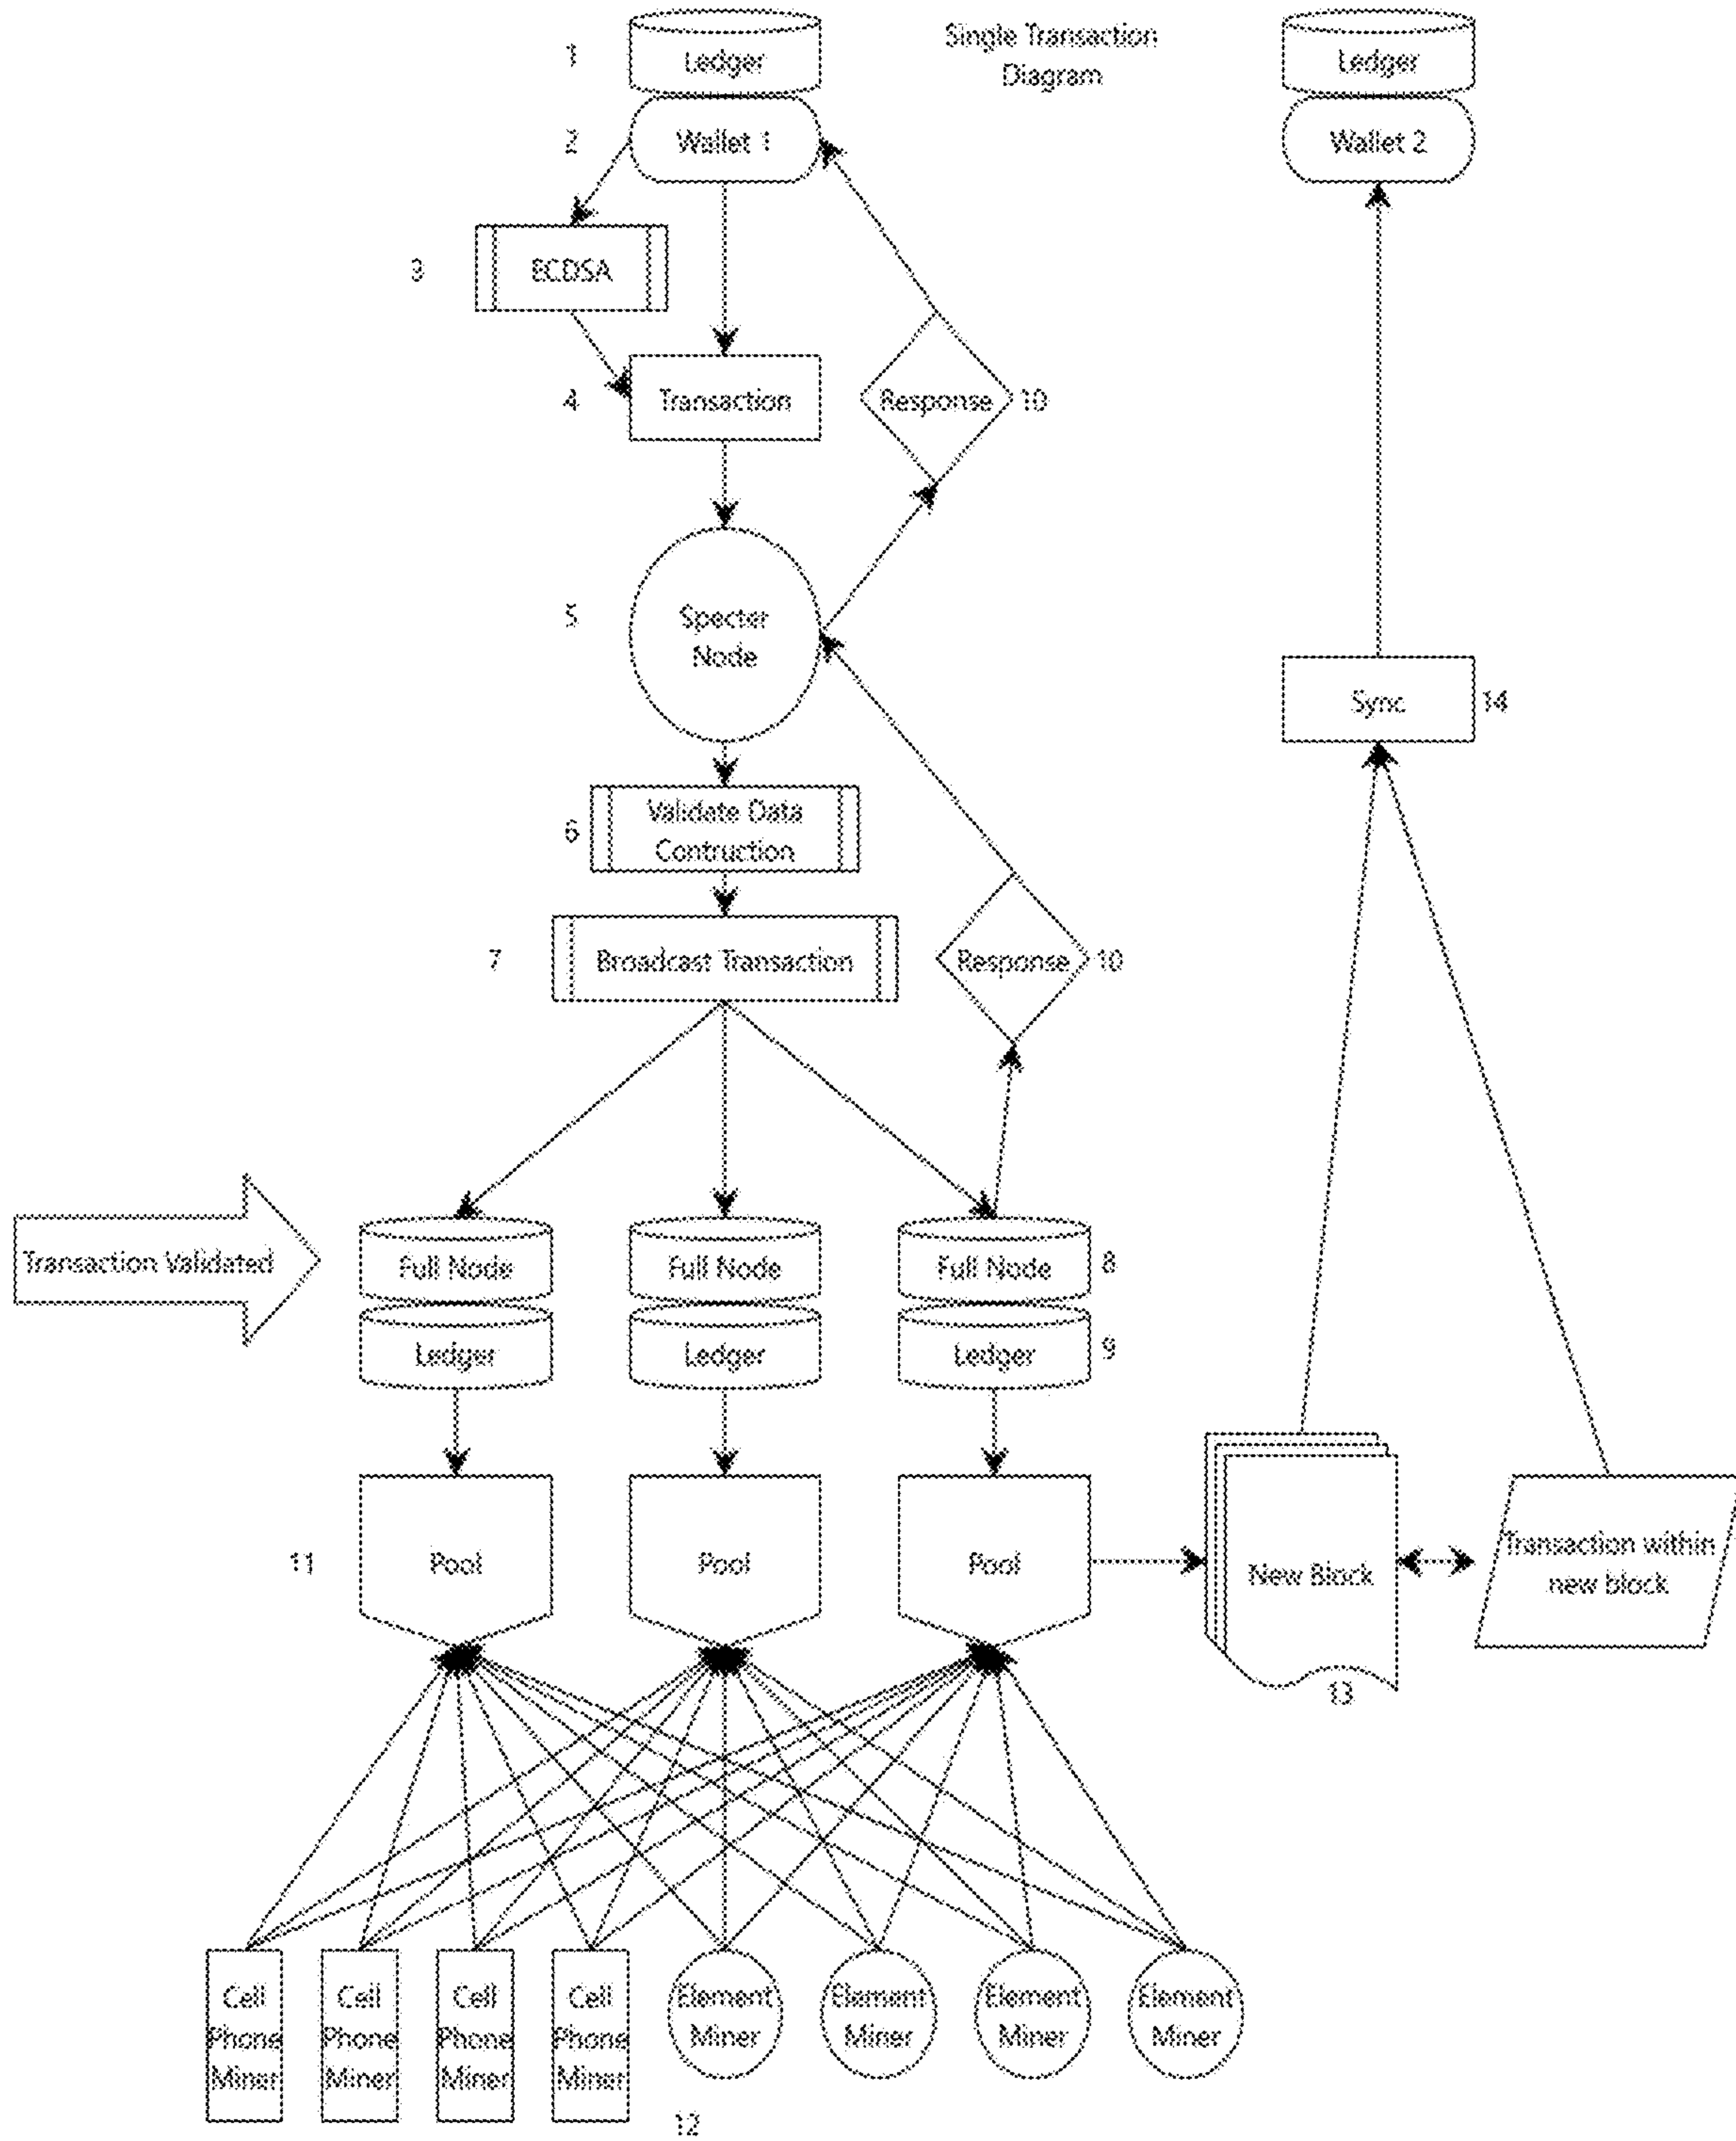 Single Transaction
Diagram
1
Ledger
Ledger
2
Wallet 1
Wallet 2
3
ECDSA
4
Transaction
Response
10
5
Specter
Node
Sync
14
6
Validate Data
Contruction
7
Broadcast Transaction
Response
10
Transaction Validated
Full Node
Full Node
Full Node
8
Ledger
Ledger
Ledger
9
11
Pool
Pool
Pool
New Block
13
Transaction within
new block
Cell
Phone
Miner
Cell
Phone
Miner
Cell
Phone
Miner
Cell
Phone
Miner
Element
Miner
Element
Miner
Element
Miner
Element
Miner
12